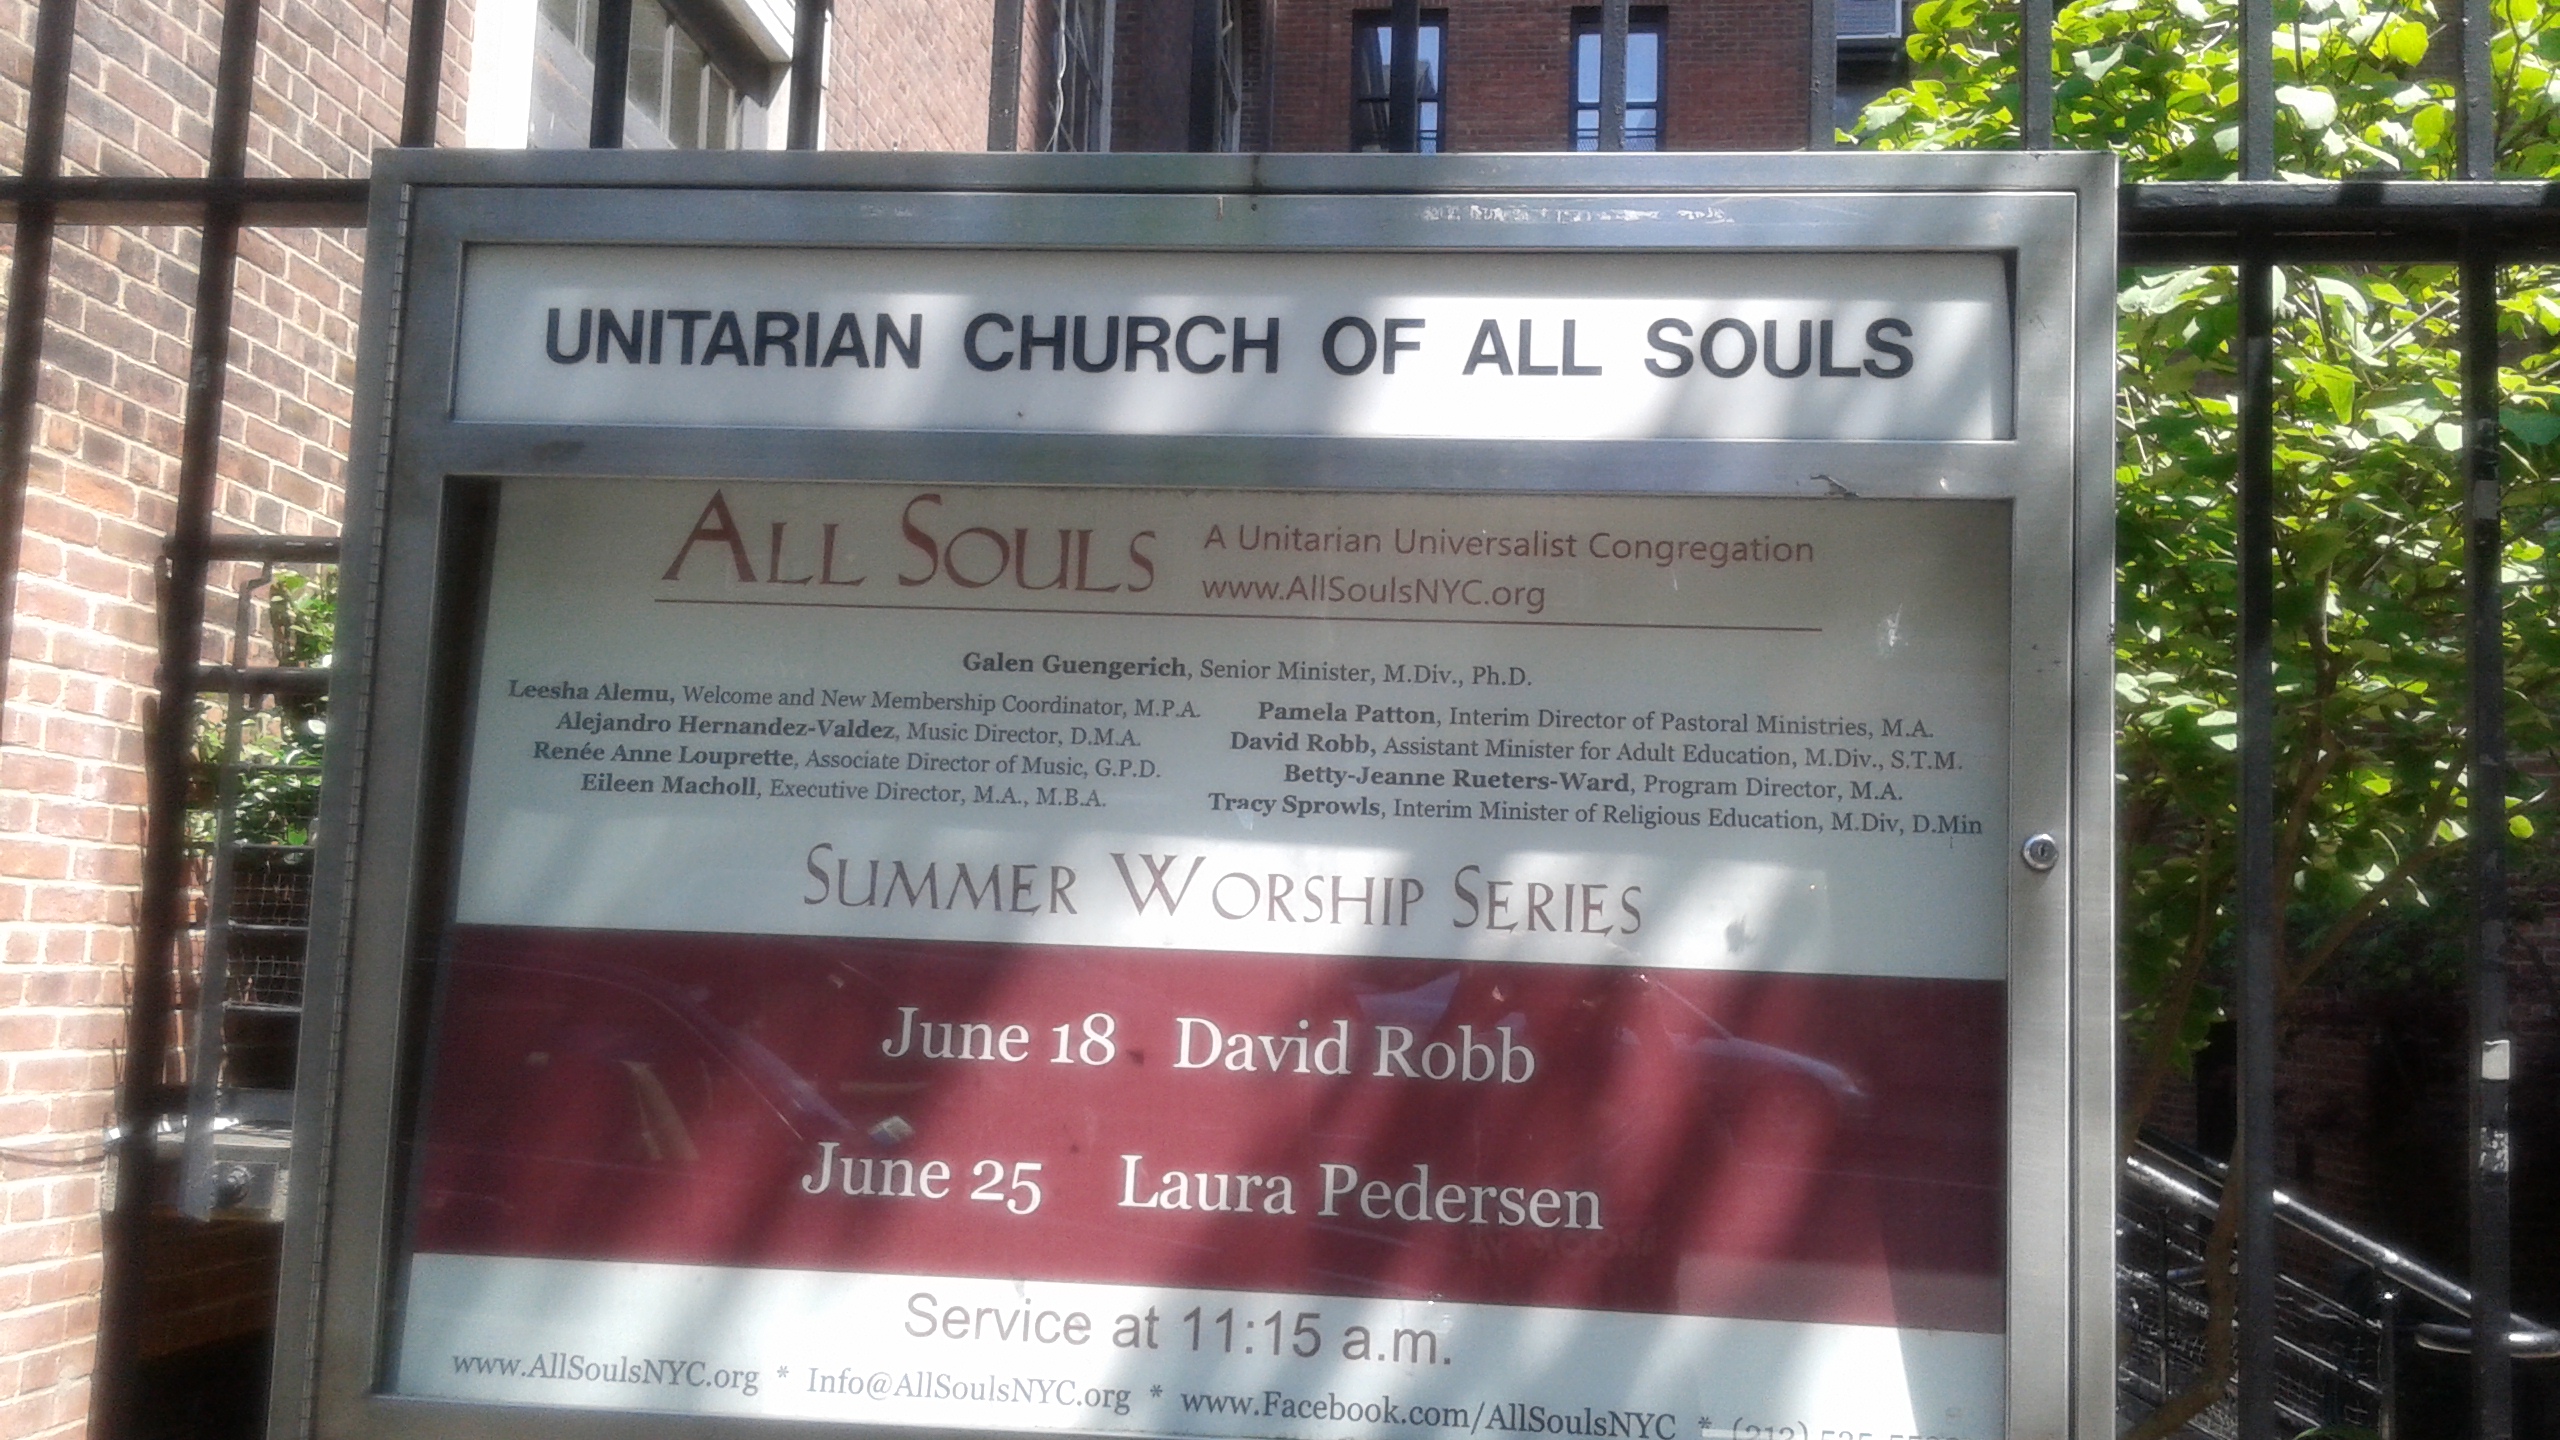 UNITARIAN CHURCH OF ALL SOULS
ALL SOULS
A Unitarian Universalist Congregation
www.AllSoulsNYC.org
Galen Guengerich, Senior Minister, M.Div., Ph.D.
Leesha Alemu, Welcome and New Membership Coordinator, M.P.A.
Alejandro Hernandez-Valdez, Music Director, D.M.A.
Renée Anne Louprette, Associate Director of Music, G.P.D.
Eileen Macholl, Executive Director, M.A., M.B.A.
Pamela Patton, Interim Director of Pastoral Ministries, M.A.
David Robb, Assistant Minister for Adult Education, M.Div., S.T.M.
Betty-Jeanne Rueters-Ward, Program Director, M.A.
Tracy Sprowls, Interim Minister of Religious Education, M.Div, D.Min
SUMMER WORSHIP SERIES
June 18 David Robb
June 25 Laura Pedersen
Service at 11:15 a.m.
www.AllSoulsNYC.org * Info@AllSoulsNYC.org * www.Facebook.com/AllSoulsNYC * (212)